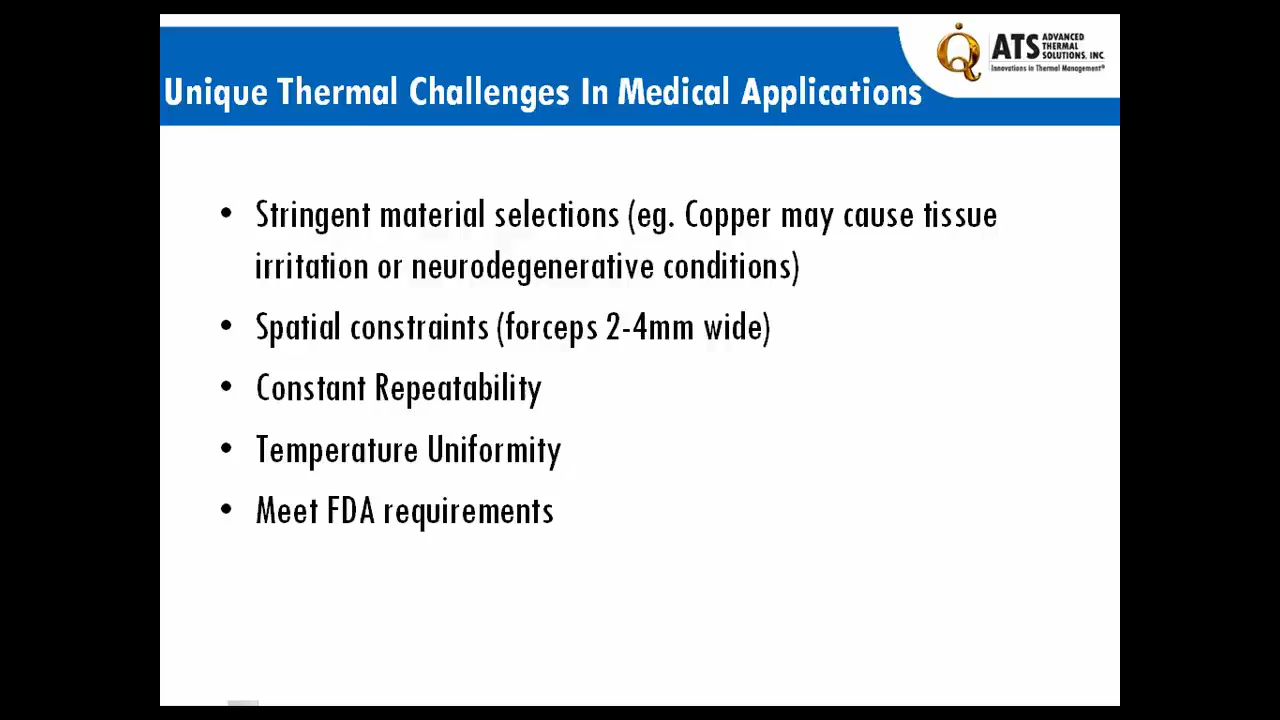 ATS ADVANCED
THERMAL
SOLUTIONS, INC.
Innovations in Thermal Management®
Unique Thermal Challenges In Medical Applications
• Stringent material selections (eg. Copper may cause tissue
irritation or neurodegenerative conditions)
• Spatial constraints (forceps 2-4mm wide)
• Constant Repeatability
• Temperature Uniformity
• Meet FDA requirements